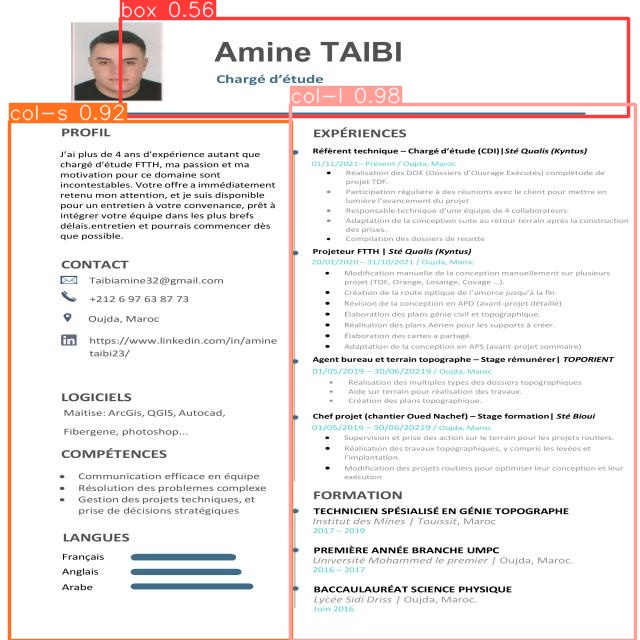 box 0.56
Amine TAIBI
Chargé d'étude
col-s 0.92
PROFIL
J'ai plus de 4 ans d'expérience autant que
chargé d'étude FTTH, ma passion et ma
motivation pour ce domaine sont
incontestables. Votre offre a immédiatement
retenu mon attention, et je suis disponible
pour un entretien à votre convenance, prêt à
intégrer votre équipe dans les plus brefs
délais.entretien et pourrais commencer dès
que possible.
CONTACT
Taibiamine32@gmail.com
+212 6 97 63 87 73
Oujda, Maroc
https://www.linkedin.com/in/amine
taibi23/
LOGICIELS
Maitise: ArcGis, QGIS, Autocad,
Fibergene, photoshop...
COMPÉTENCES
• Communication efficace en équipe
• Résolution des problemes complexe
• Gestion des projets techniques, et
prise de décisions stratégiques
LANGUES
Français
Anglais
Arabe
col-l 0.98
EXPÉRIENCES
Réfèrent technique – Chargé d'étude (CDI)|Sté Qualis (Kyntus)
01/11/2021– Présent / Oujda, Maroc
• Réalisation des DOE (Dossiers d'Ouvrage Exécutés) complétude de
projet TDF.
• Participation régulière à des réunions avec le client pour mettre en
lumière l'avancement du projet
• Responsable technique d'une équipe de 4 collaborateurs.
• Adaptation de la conception suite au retour terrain après la construction
des prises.
• Compilation des dossiers de recette
Projeteur FTTH | Sté Qualis (Kyntus)
20/01/2020 – 31/10/2021 / Oujda, Maroc
• Modification manuelle de la conception manuellement sur plusieurs
projet (TDF, Orange, Losange, Covage ...).
• Création de la route optique de l'amorce jusqu'à la fin.
• Révision de la conception en APD (avant-projet détaillé).
• Élaboration des plans génie civil et topographique.
• Réalisation des plans Aérien pour les supports à créer.
• Élaboration des cartes a partagé.
• Adaptation de la conception en APS (avant-projet sommaire)
Agent bureau et terrain topographe – Stage rémunérer| TOPORIENT
01/05/2019 – 30/06/20219 / Oujda, Maroc
• Réalisation des multiples types des dossiers topographiques
• Aide sur terrain pour réalisation des travaux.
• Création des plans topographique.
Chef projet (chantier Oued Nachef) – Stage formation| Sté Bioui
01/05/2019 – 30/06/20219 / Oujda, Maroc
• Supervision et prise des action sur le terrain pour les projets routiers.
• Réalisation des travaux topographiques, y compris les levées et
l'implantation.
• Modification des projets routiers pour optimiser leur conception et leur
exécution
FORMATION
TECHNICIEN SPÉSIALISÉ EN GÉNIE TOPOGRAPHE
Institut des Mines | Touissit, Maroc
2017 – 2019
PREMIÈRE ANNÉE BRANCHE UMPC
Université Mohammed le premier | Oujda, Maroc.
2016 – 2017
BACCALAURÉAT SCIENCE PHYSIQUE
Lycée Sidi Driss | Oujda, Maroc.
Juin 2016